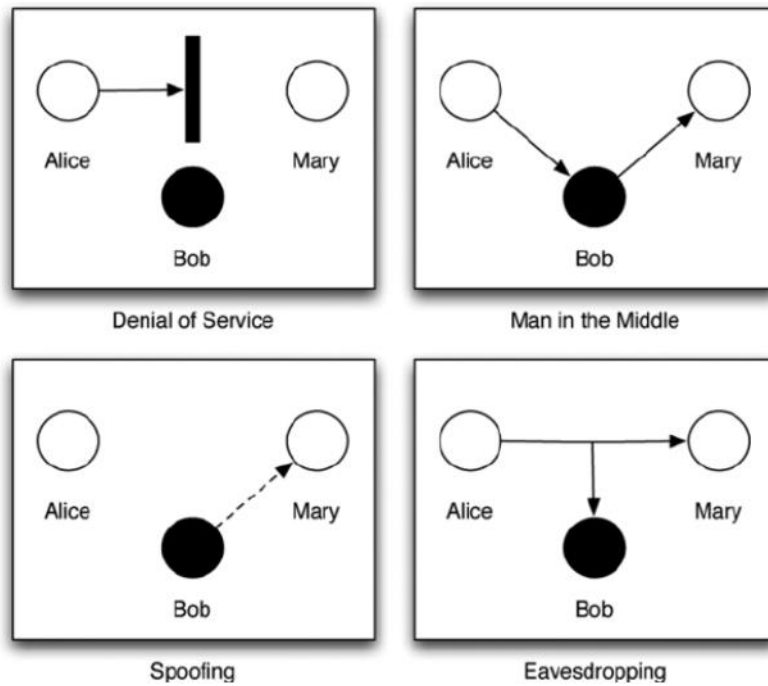 Alice
Mary
Bob
Denial of Service
Alice
Mary
Bob
Man in the Middle
Alice
Mary
Bob
Spoofing
Alice
Mary
Bob
Eavesdropping